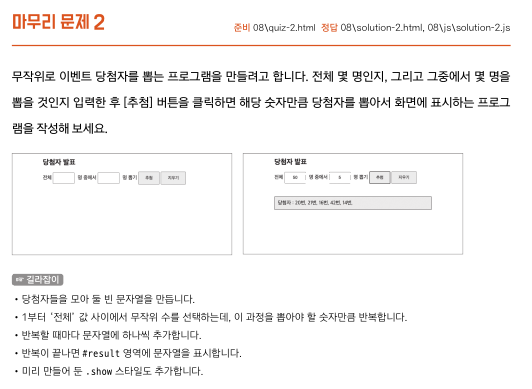 마무리 문제 2
준비 08\quiz-2.html 정답 08\solution-2.html, 08\js\solution-2.js
무작위로 이벤트 당첨자를 뽑는 프로그램을 만들려고 합니다. 전체 몇 명인지, 그리고 그중에서 몇 명을
뽑을 것인지 입력한 후 [추첨] 버튼을 클릭하면 해당 숫자만큼 당첨자를 뽑아서 화면에 표시하는 프로그
램을 작성해 보세요.
당첨자 발표
전체 명 중에서 명 뽑기 추첨 지우기
당첨자 발표
전체 50 명 중에서 5 명 뽑기 추첨 지우기
당첨자 : 20번, 21번, 16번, 42번, 14번,
길라잡이
• 당첨자들을 모아 둘 빈 문자열을 만듭니다.
• 1부터 '전체' 값 사이에서 무작위 수를 선택하는데, 이 과정을 뽑아야 할 숫자만큼 반복합니다.
• 반복할 때마다 문자열에 하나씩 추가합니다.
• 반복이 끝나면 #result 영역에 문자열을 표시합니다.
• 미리 만들어 둔 .show 스타일도 추가합니다.